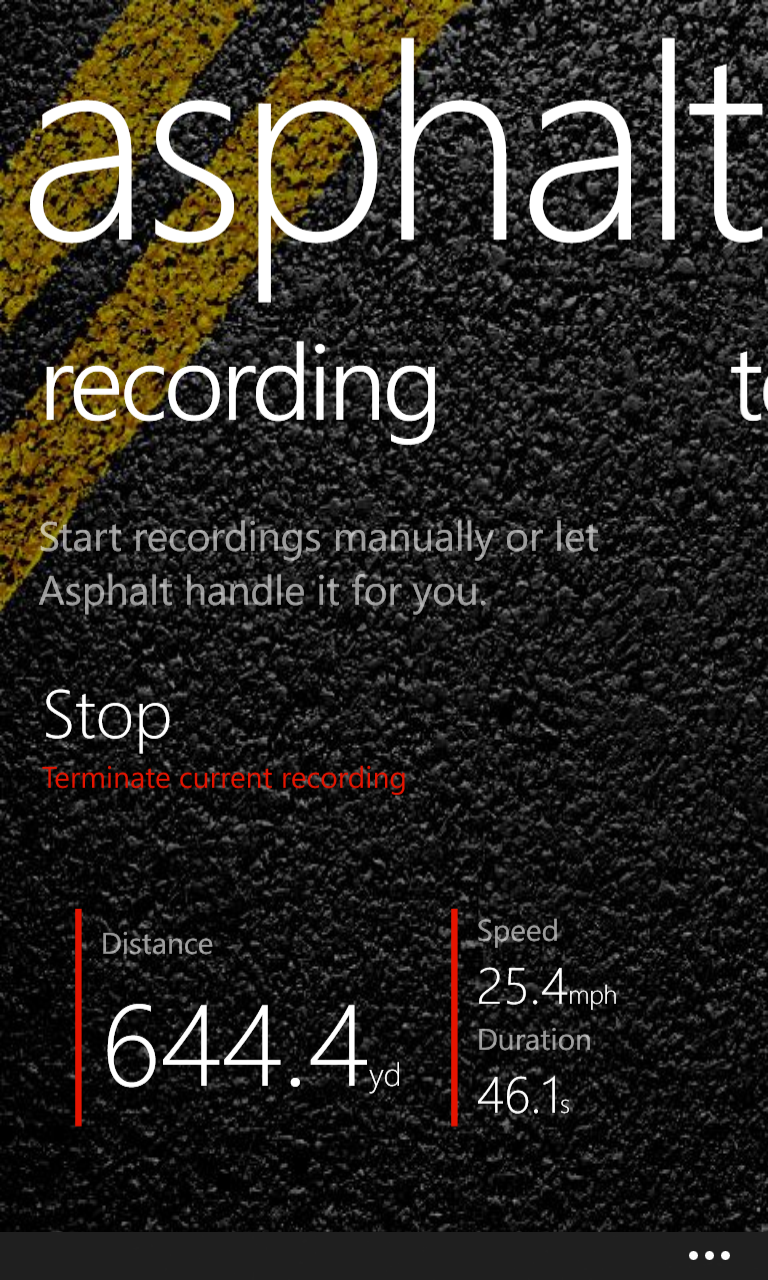 asphalt
recording
Start recordings manually or let
Asphalt handle it for you.
Stop
Terminate current recording
Distance
644.4yd
Speed
25.4mph
Duration
46.1s